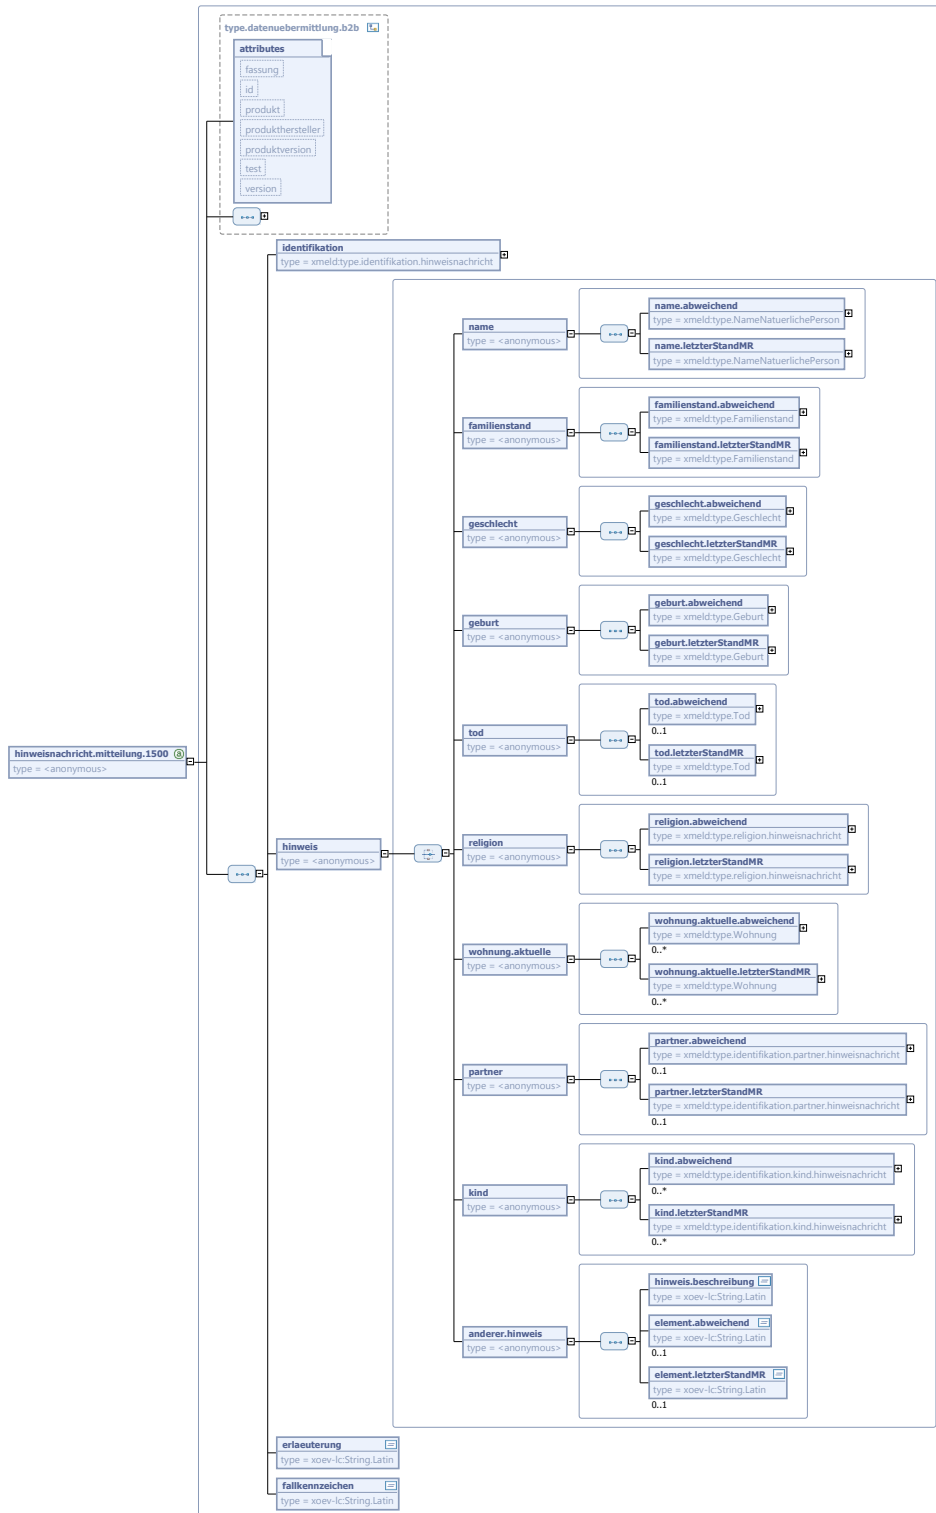 type.datenuebermittlung.b2b
attributes
fassung
id
produkt
produkthersteller
produktversion
test
version
identifikation
type = xmeld:type.identifikation.hinweisnachricht
name
type = <anonymous>
name.abweichend
type = xmeld:type.NameNatuerlichePerson
name.letzterStandMR
type = xmeld:type.NameNatuerlichePerson
familienstand
type = <anonymous>
familienstand.abweichend
type = xmeld:type.Familienstand
familienstand.letzterStandMR
type = xmeld:type.Familienstand
geschlecht
type = <anonymous>
geschlecht.abweichend
type = xmeld:type.Geschlecht
geschlecht.letzterStandMR
type = xmeld:type.Geschlecht
geburt
type = <anonymous>
geburt.abweichend
type = xmeld:type.Geburt
geburt.letzterStandMR
type = xmeld:type.Geburt
tod
type = <anonymous>
tod.abweichend
type = xmeld:type.Tod
0..1
tod.letzterStandMR
type = xmeld:type.Tod
0..1
hinweisnachricht.mitteilung.1500 a
type = <anonymous>
hinweis
type = <anonymous>
religion
type = <anonymous>
religion.abweichend
type = xmeld:type.religion.hinweisnachricht
religion.letzterStandMR
type = xmeld:type.religion.hinweisnachricht
wohnung.aktuelle
type = <anonymous>
wohnung.aktuelle.abweichend
type = xmeld:type.Wohnung
0..*
wohnung.aktuelle.letzterStandMR
type = xmeld:type.Wohnung
0..*
partner
type = <anonymous>
partner.abweichend
type = xmeld:type.identifikation.partner.hinweisnachricht
0..1
partner.letzterStandMR
type = xmeld:type.identifikation.partner.hinweisnachricht
0..1
kind
type = <anonymous>
kind.abweichend
type = xmeld:type.identifikation.kind.hinweisnachricht
0..*
kind.letzterStandMR
type = xmeld:type.identifikation.kind.hinweisnachricht
0..*
anderer.hinweis
type = <anonymous>
hinweis.beschreibung
type = xoev-lc:String.Latin
element.abweichend
type = xoev-lc:String.Latin
0..1
element.letzterStandMR
type = xoev-lc:String.Latin
0..1
erlaeuterung
type = xoev-lc:String.Latin
fallkennzeichen
type = xoev-lc:String.Latin